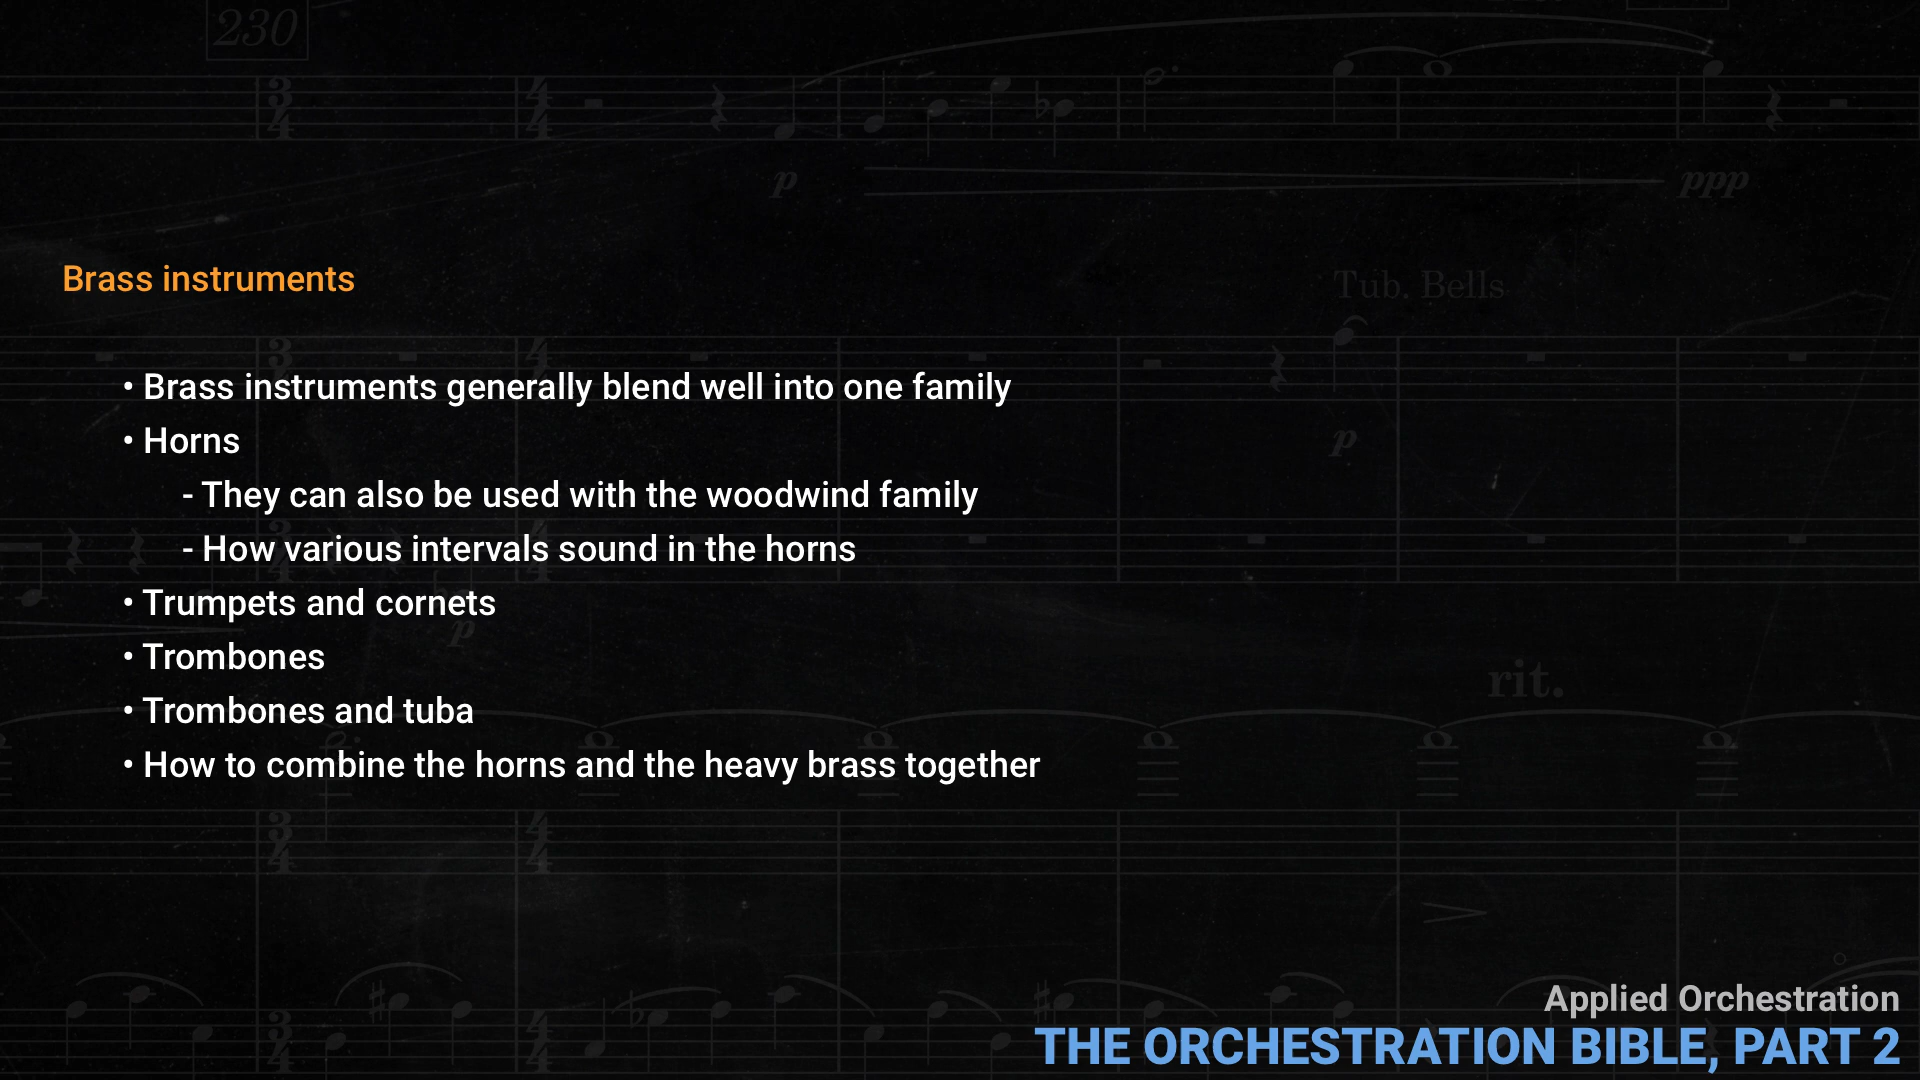 230
p
ppp
Brass instruments
Tub. Bells
• Brass instruments generally blend well into one family
• Horns
p
- They can also be used with the woodwind family
- How various intervals sound in the horns
• Trumpets and cornets
p
• Trombones
rit.
• Trombones and tuba
• How to combine the horns and the heavy brass together
Applied Orchestration
THE ORCHESTRATION BIBLE, PART 2